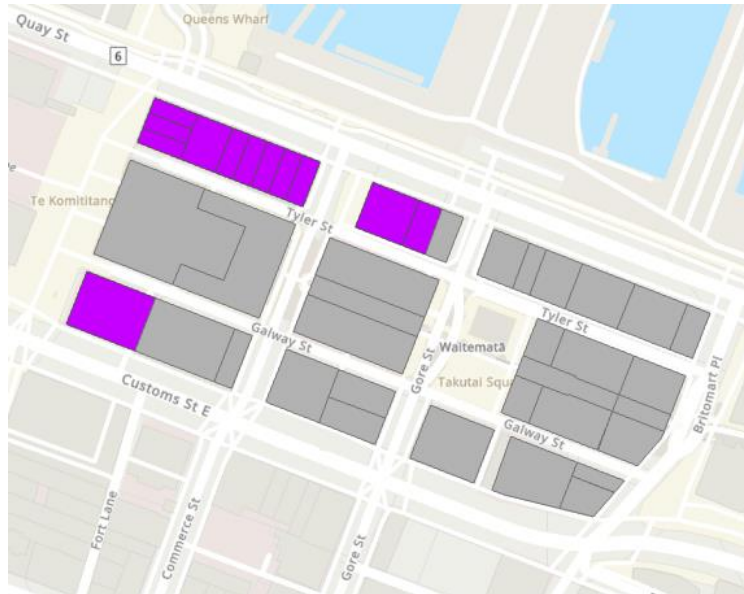 Queens Wharf
Quay St
6
Te Komititanga
Tyler St
Tyler St
Galway St
Waitematā
Gore St
Takutai Squa
Britomart Pl
Customs St E
Galway St
Fort Lane
Commerce St
Gore St